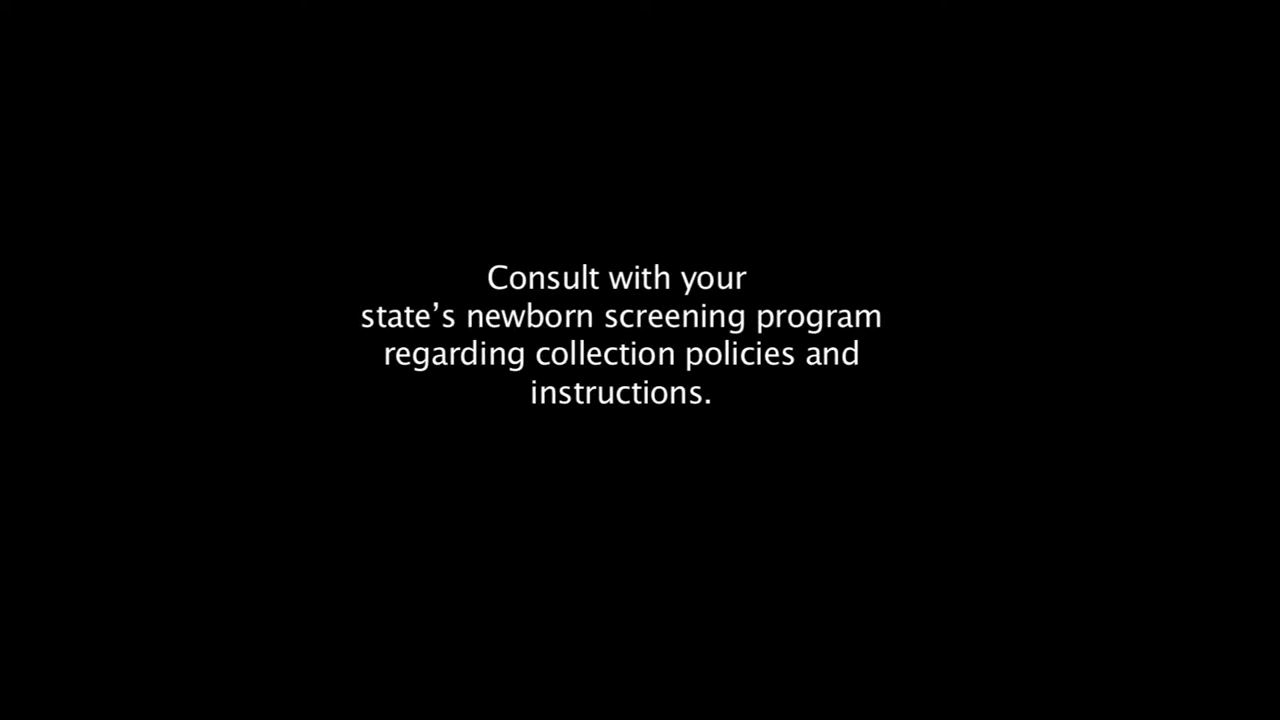 Consult with your
state’s newborn screening program
regarding collection policies and
instructions.